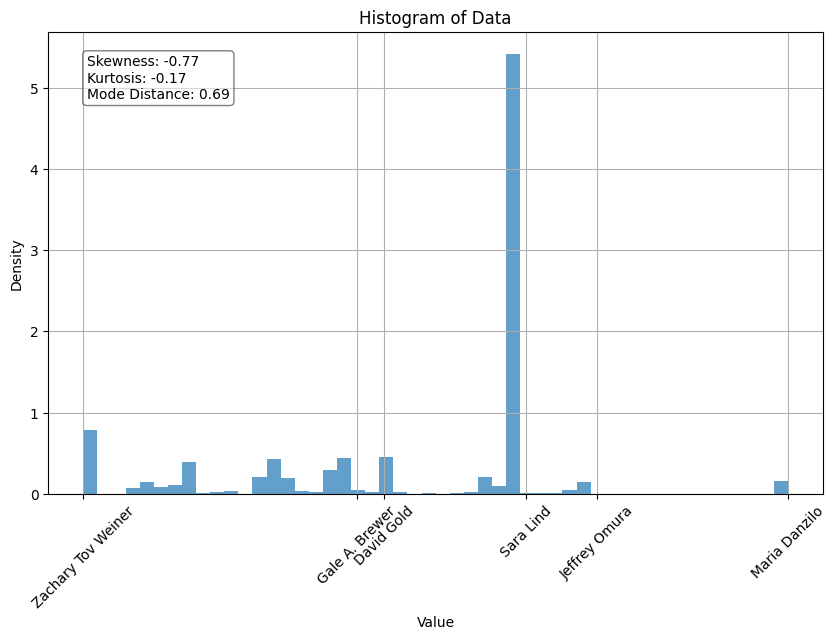 Histogram of Data
Skewness: -0.77
Kurtosis: -0.17
Mode Distance: 0.69
Density
5
4
3
2
1
0
Zachary Tov Weiner
Gale A. Brewer
David Gold
Sara Lind
Jeffrey Omura
Maria Danzilo
Value